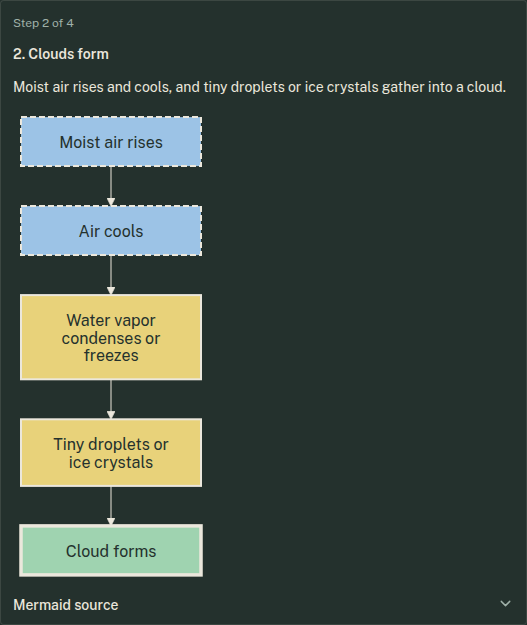 Step 2 of 4
2. Clouds form
Moist air rises and cools, and tiny droplets or ice crystals gather into a cloud.
Moist air rises
Air cools
Water vapor
condenses or
freezes
Tiny droplets or
ice crystals
Cloud forms
Mermaid source